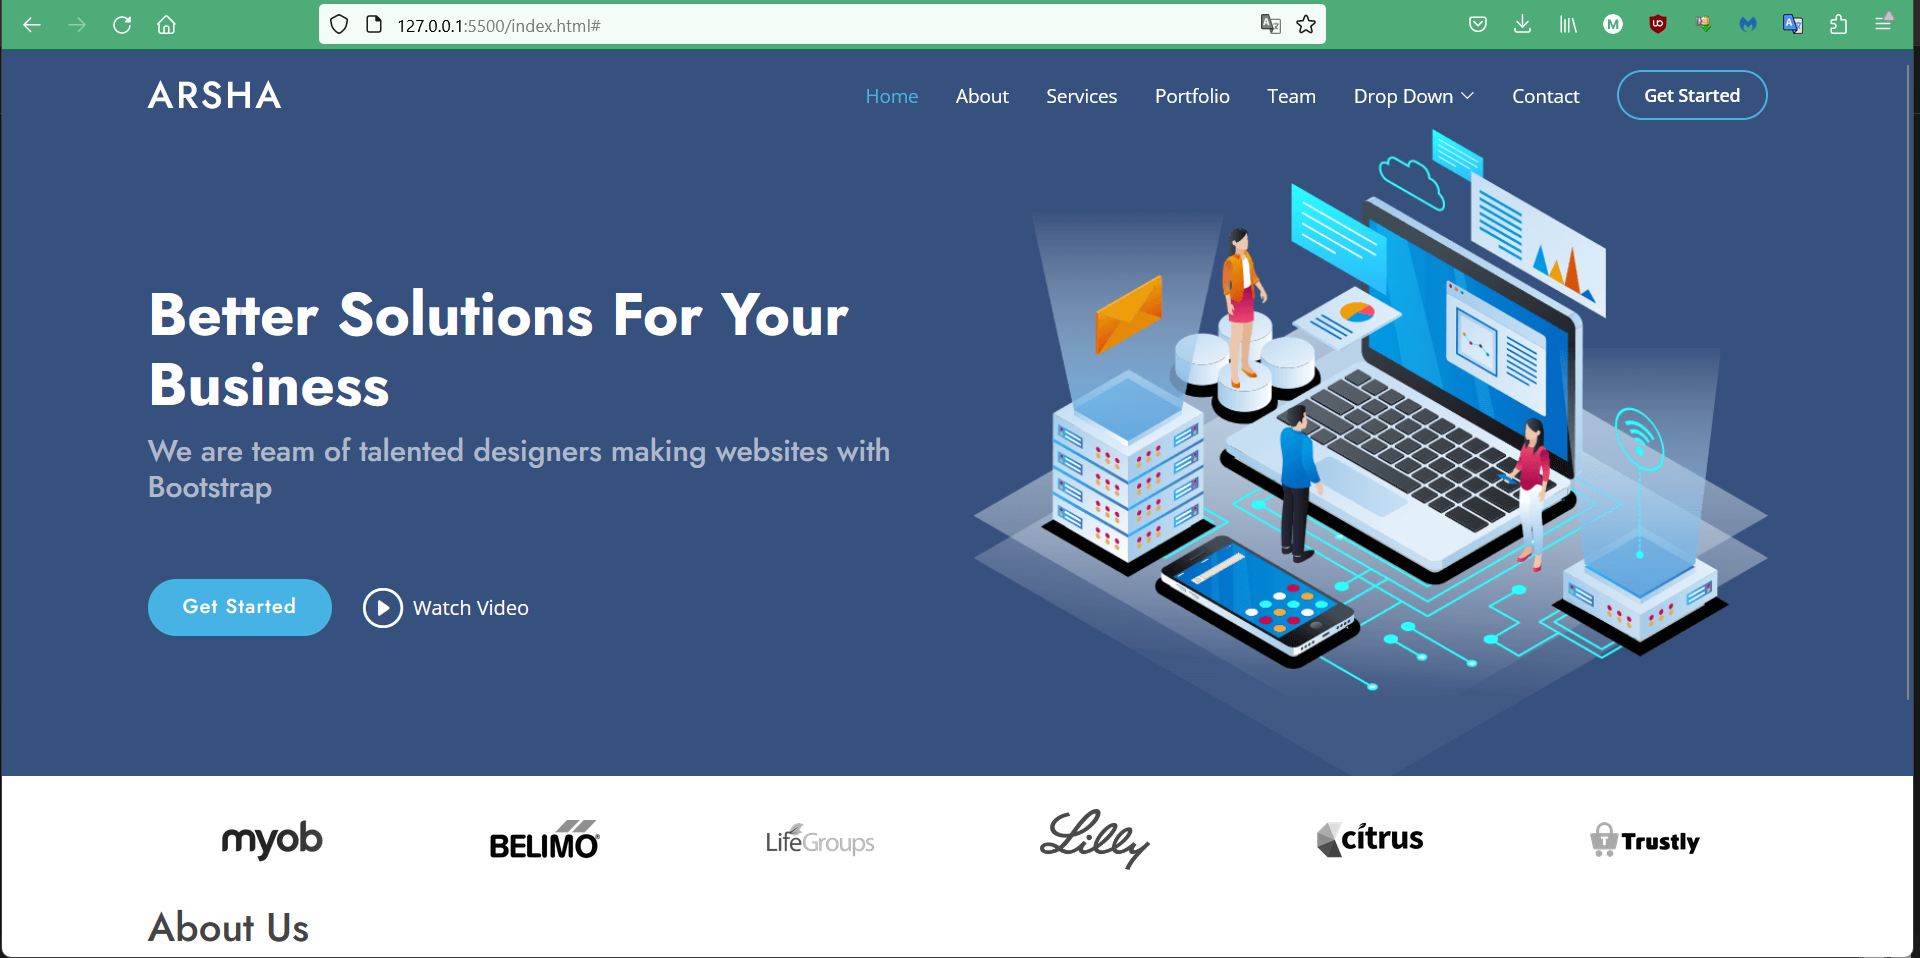 127.0.0.1:5500/index.html#
ARSHA
Home About Services Portfolio Team Drop Down Contact Get Started
Better Solutions For Your
Business
We are team of talented designers making websites with
Bootstrap
Get Started Watch Video
myob BELIMO LifeGroups Lilly citrus Trustly
About Us